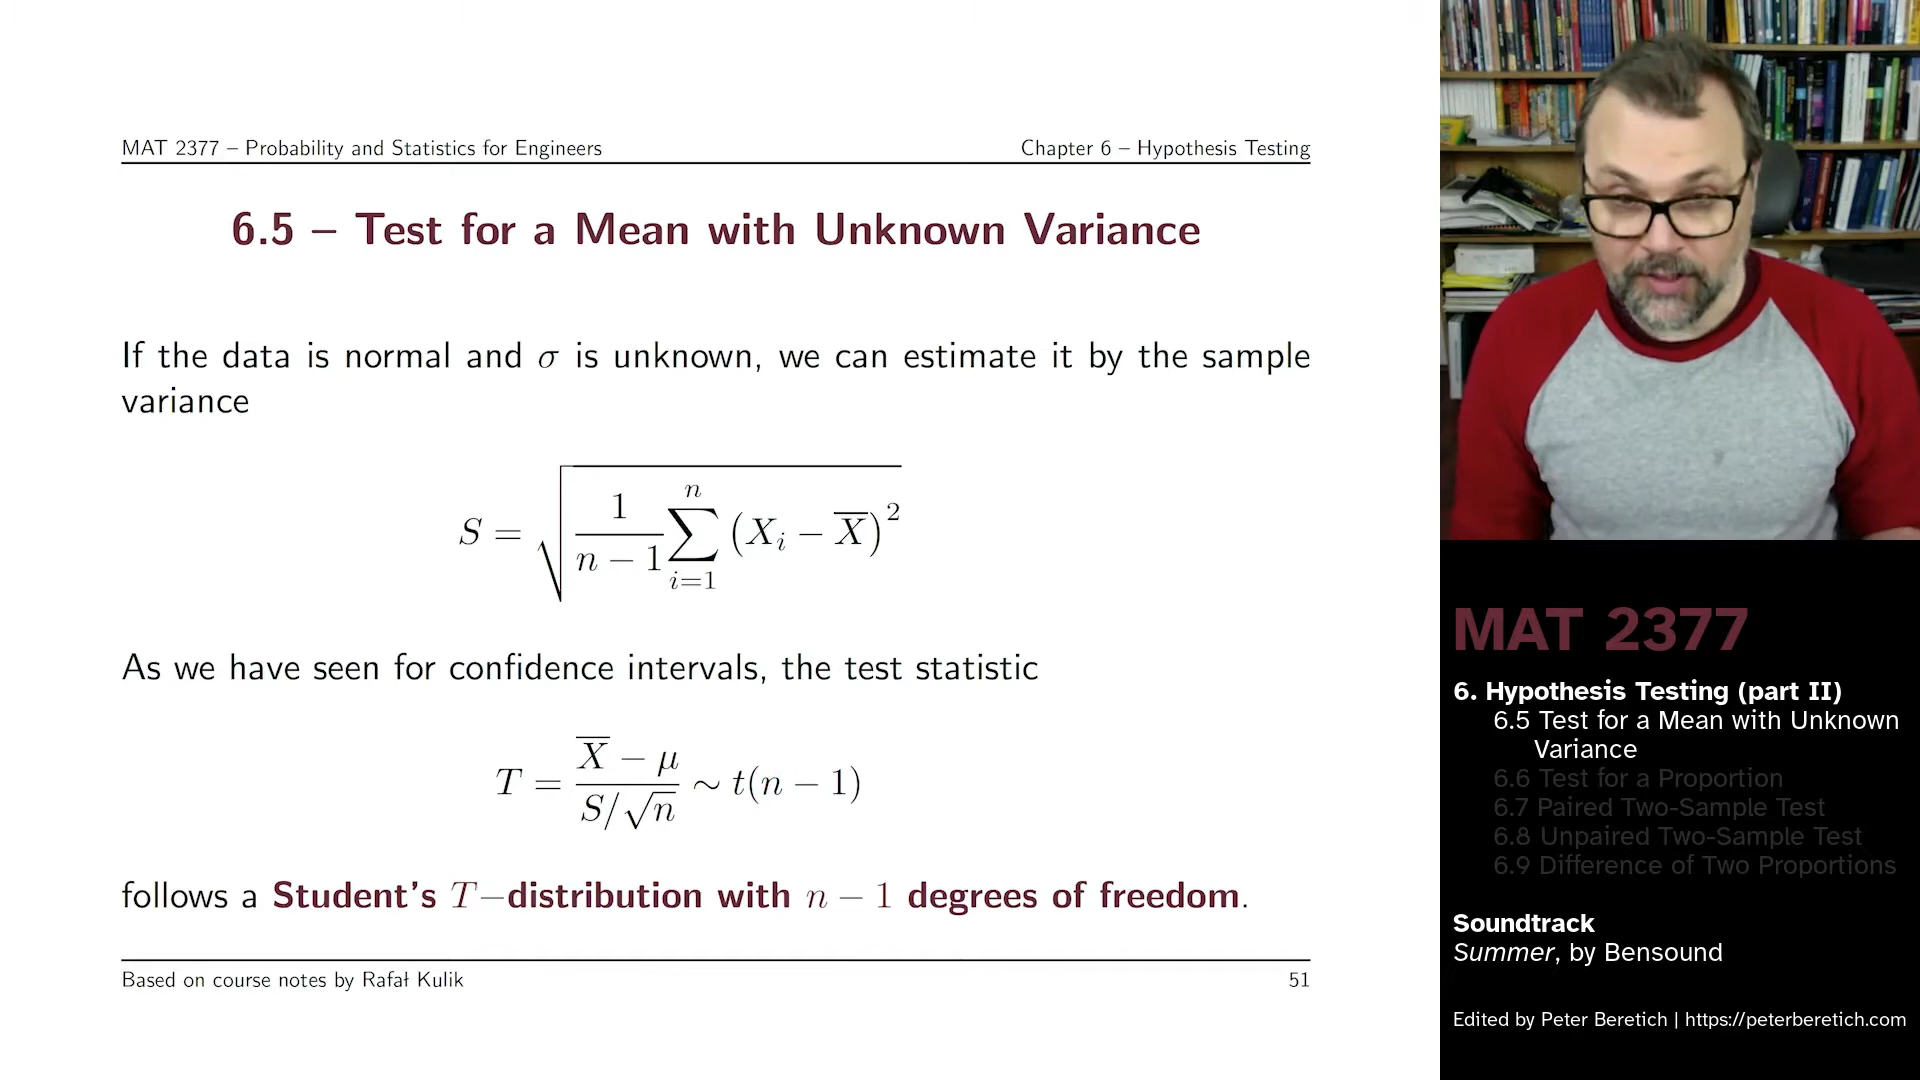 MAT 2377 – Probability and Statistics for Engineers
Chapter 6 – Hypothesis Testing
6.5 – Test for a Mean with Unknown Variance
If the data is normal and σ is unknown, we can estimate it by the sample
variance
S = √(1/(n − 1) ∑_{i=1}^{n} (X_i − X̅)²)
As we have seen for confidence intervals, the test statistic
T = (X̅ − μ)/(S/√n) ∼ t(n − 1)
follows a Student's T−distribution with n − 1 degrees of freedom.
Based on course notes by Rafał Kulik
51
MAT 2377
6. Hypothesis Testing (part II)
6.5 Test for a Mean with Unknown
Variance
6.6 Test for a Proportion
6.7 Paired Two-Sample Test
6.8 Unpaired Two-Sample Test
6.9 Difference of Two Proportions
Soundtrack
Summer, by Bensound
Edited by Peter Beretich | https://peterberetich.com